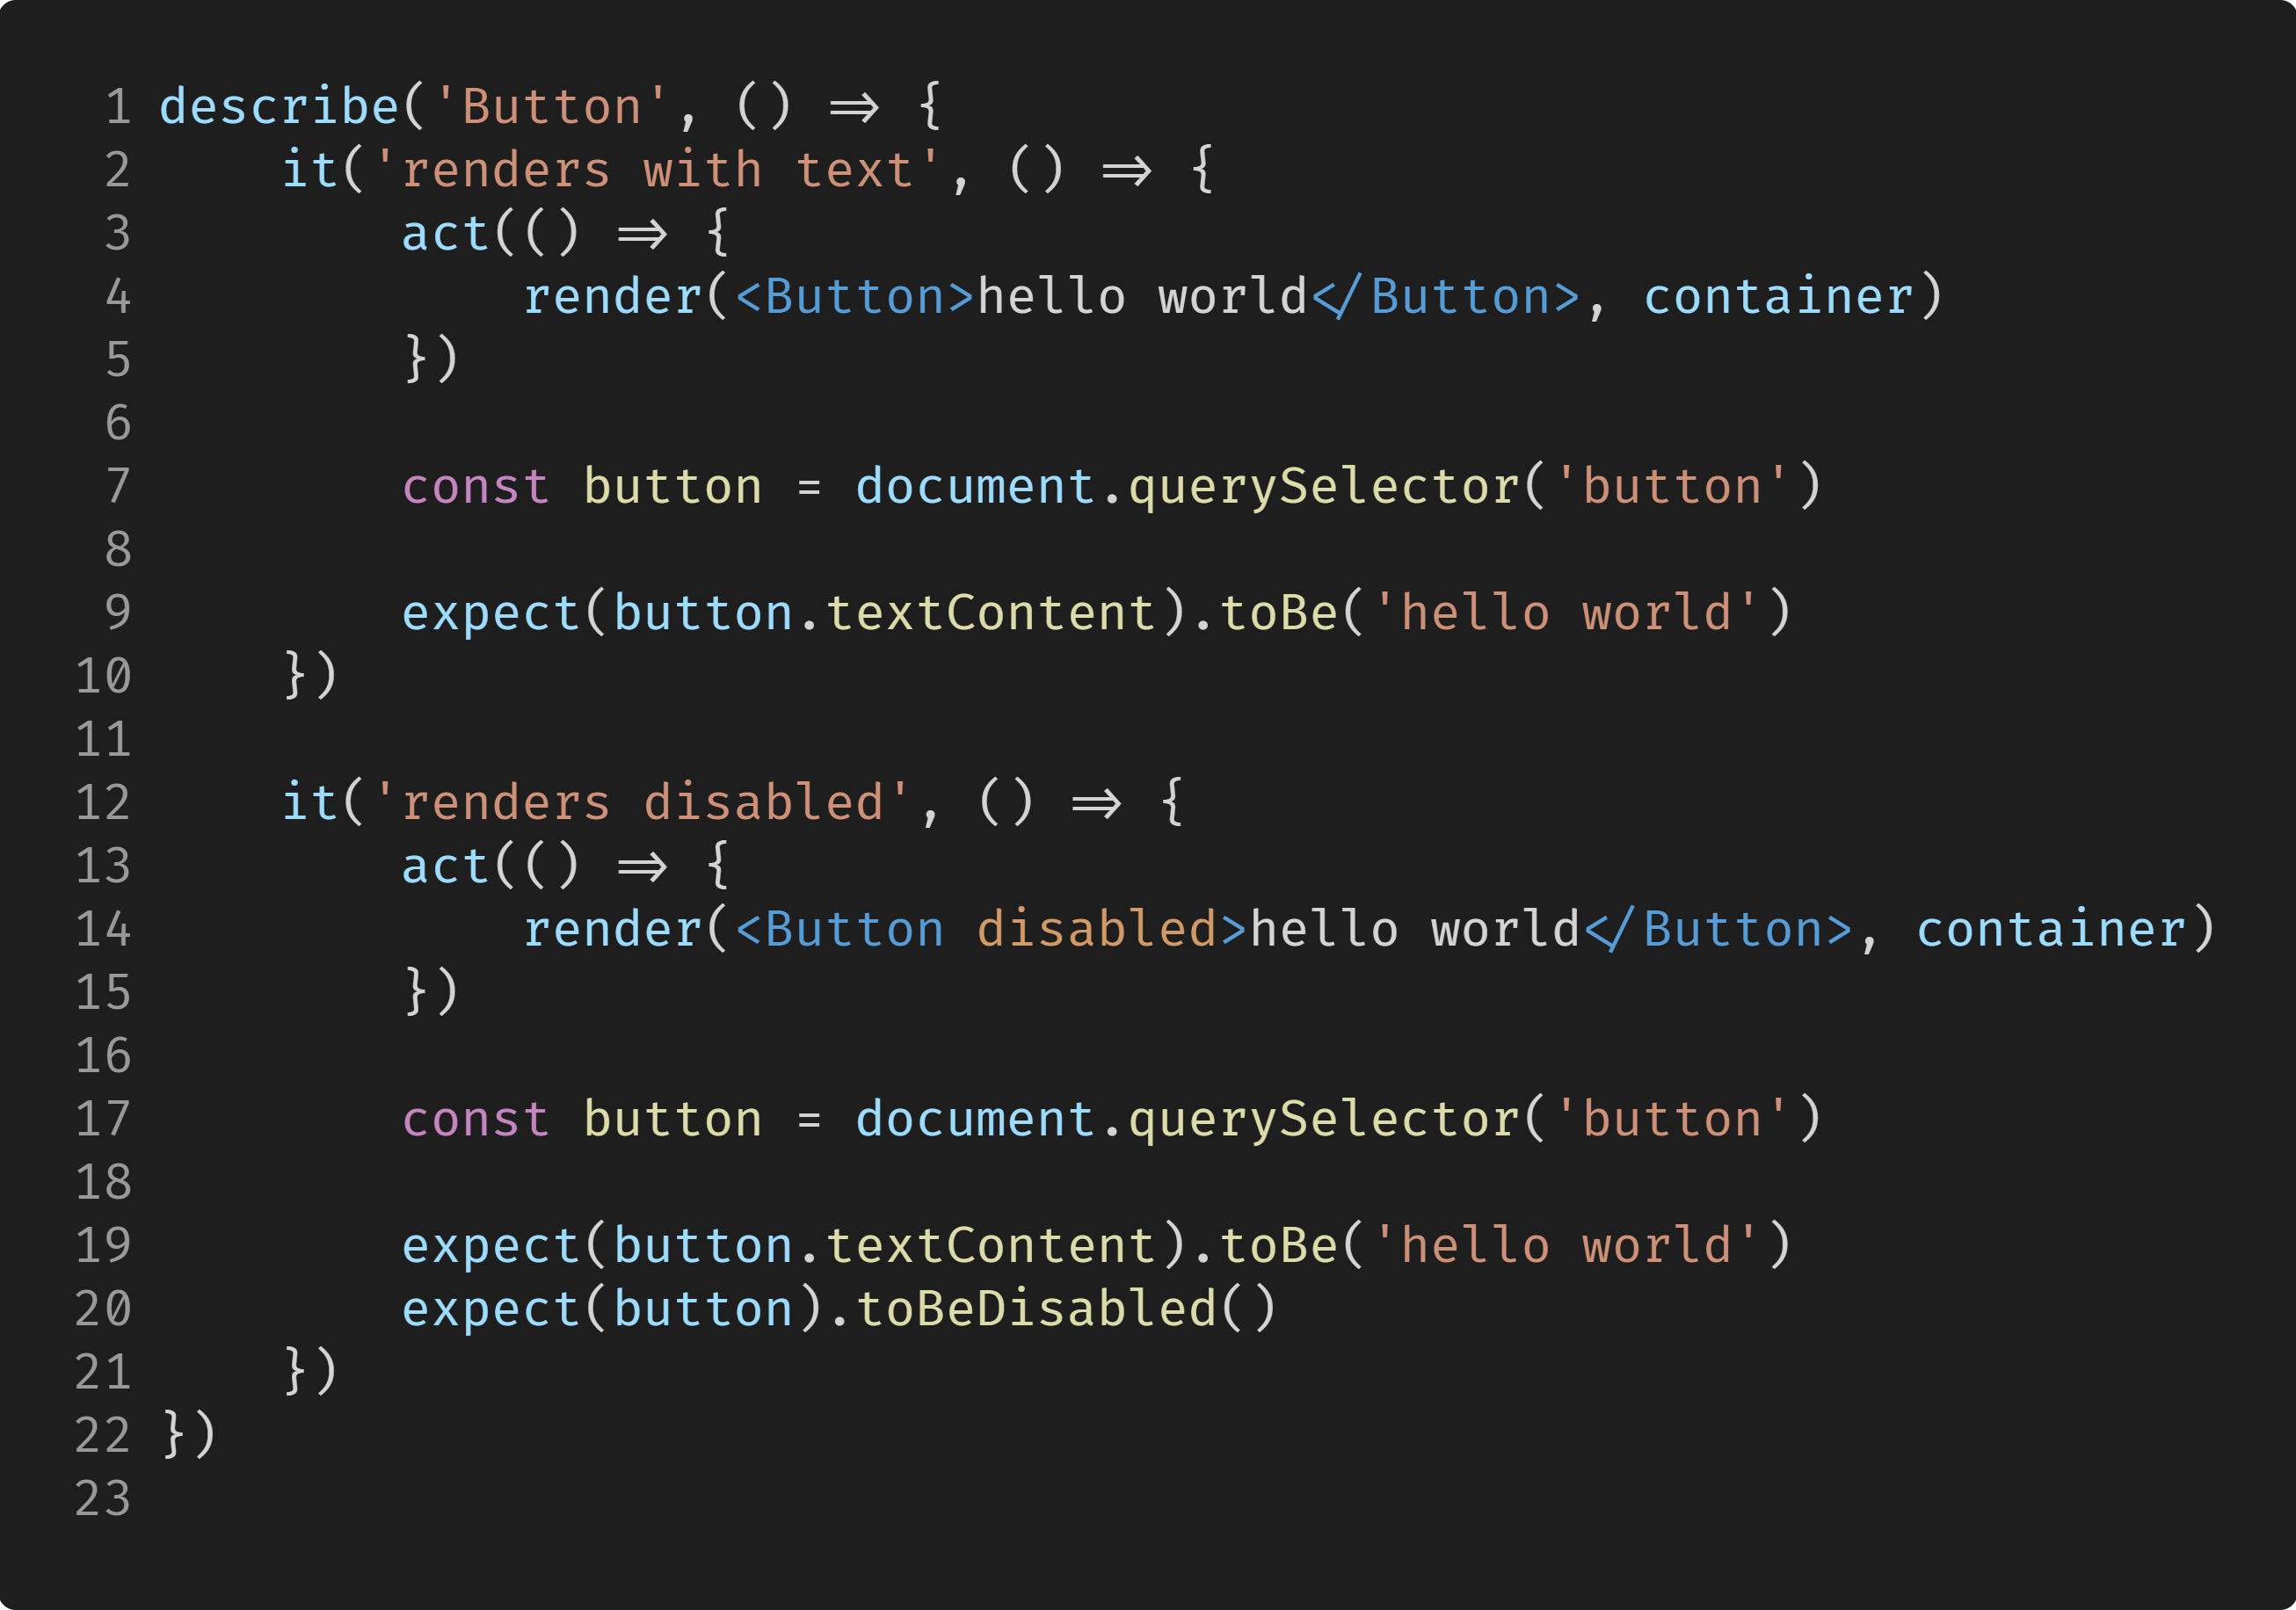 1 describe('Button', () => {
2     it('renders with text', () => {
3         act(() => {
4             render(<Button>hello world</Button>, container)
5         })
6
7         const button = document.querySelector('button')
8
9         expect(button.textContent).toBe('hello world')
10     })
11
12     it('renders disabled', () => {
13         act(() => {
14             render(<Button disabled>hello world</Button>, container)
15         })
16
17         const button = document.querySelector('button')
18
19         expect(button.textContent).toBe('hello world')
20         expect(button).toBeDisabled()
21     })
22 })
23